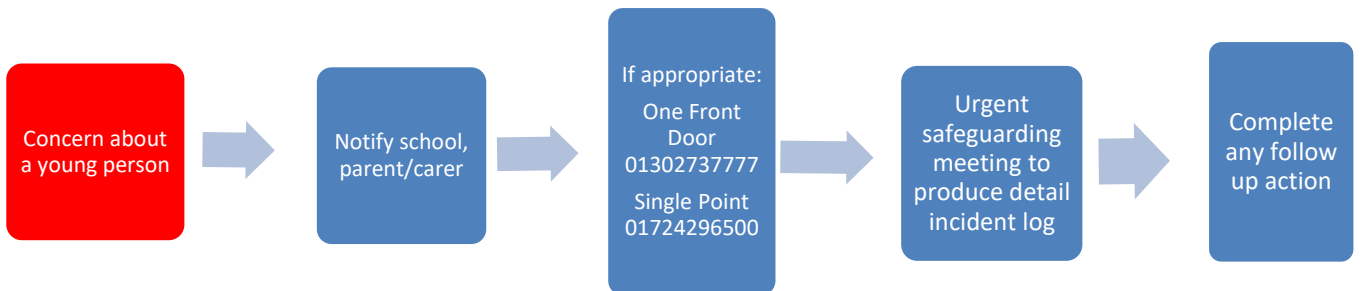 Concern about
a young person
Notify school,
parent/carer
If appropriate:
One Front
Door
01302737777
Single Point
01724296500
Urgent
safeguarding
meeting to
produce detail
incident log
Complete
any follow
up action